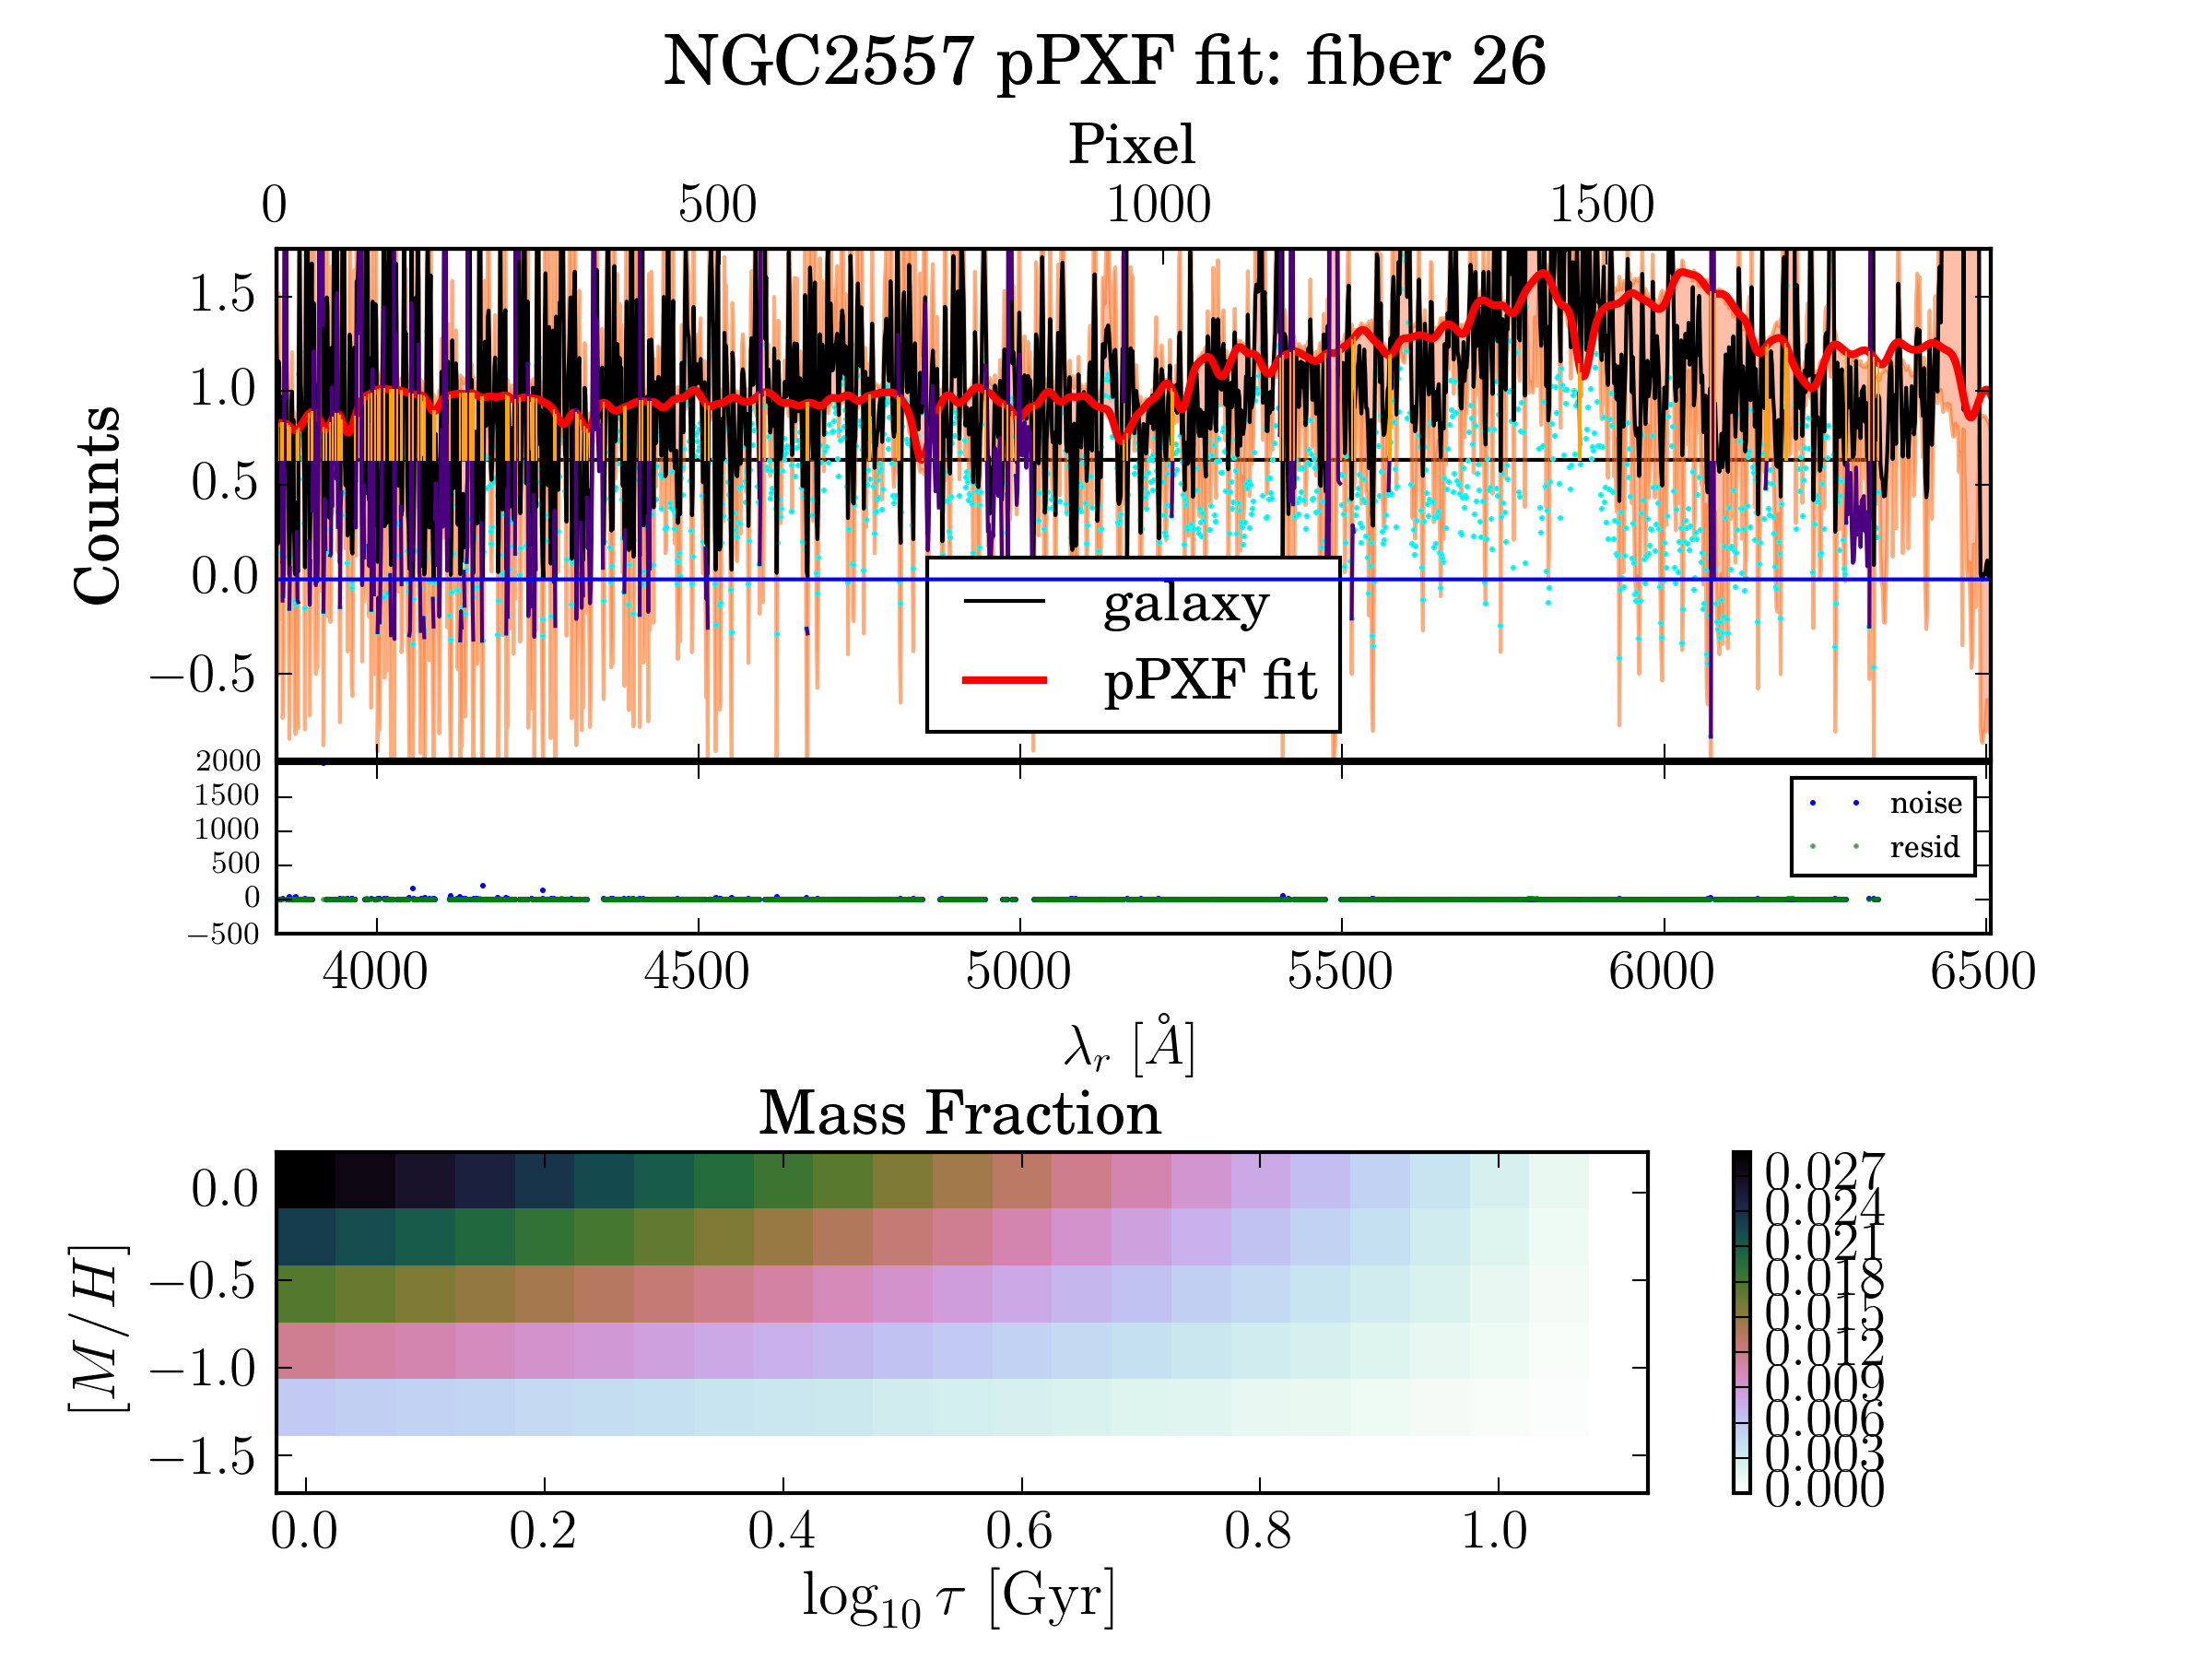 NGC2557 pPXF fit: fiber 26
Pixel
0 500 1000 1500
1.5
1.0
0.5
0.0
−0.5
Counts
galaxy
pPXF fit
2000
1500
1000
500
0
−500
noise
resid
4000 4500 5000 5500 6000 6500
λr [Å]
Mass Fraction
0.0
−0.5
−1.0
−1.5
[M/H]
0.0 0.2 0.4 0.6 0.8 1.0
log10 τ [Gyr]
0.027
0.024
0.021
0.018
0.015
0.012
0.009
0.006
0.003
0.000